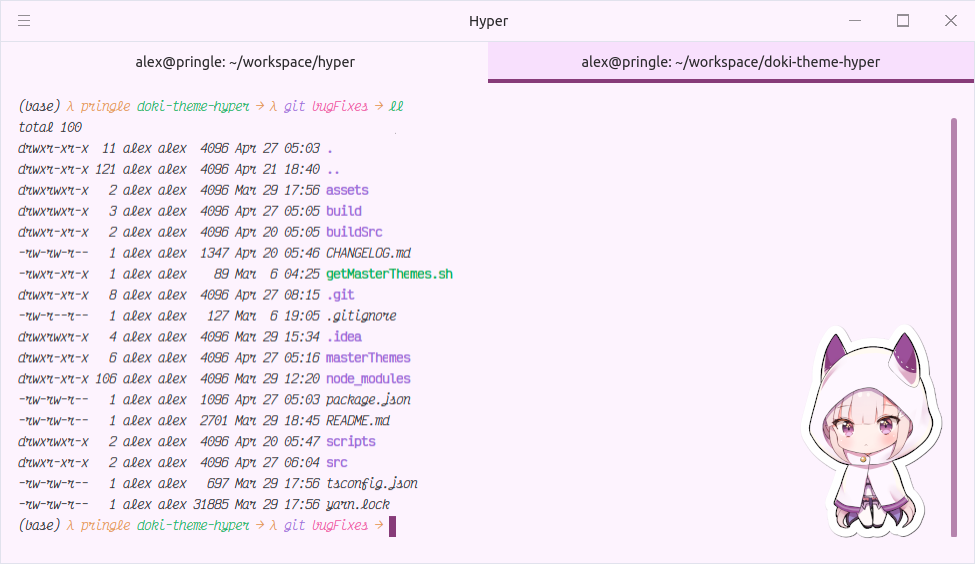 Hyper
alex@pringle: ~/workspace/hyper
alex@pringle: ~/workspace/doki-theme-hyper
(base) λ pringle doki-theme-hyper → λ git bugFixes → ll
total 100
drwxr-xr-x  11 alex alex  4096 Apr 27 05:03 .
drwxr-xr-x 121 alex alex  4096 Apr 21 18:40 ..
drwxrwxr-x   2 alex alex  4096 Mar 29 17:56 assets
drwxrwxr-x   3 alex alex  4096 Apr 27 05:05 build
drwxrwxr-x   2 alex alex  4096 Apr 20 05:05 buildSrc
-rw-rw-r--   1 alex alex  1347 Apr 20 05:46 CHANGELOG.md
-rwxr-xr-x   1 alex alex    89 Mar  6 04:25 getMasterThemes.sh
drwxr-xr-x   8 alex alex  4096 Apr 27 08:15 .git
-rw-r--r--   1 alex alex   127 Mar  6 19:05 .gitignore
drwxrwxr-x   4 alex alex  4096 Mar 29 15:34 .idea
drwxr-xr-x   6 alex alex  4096 Apr 27 05:16 masterThemes
drwxrwxr-x 106 alex alex  4096 Mar 29 12:20 node_modules
-rw-rw-r--   1 alex alex  1096 Apr 27 05:03 package.json
-rw-rw-r--   1 alex alex  2701 Mar 29 18:45 README.md
drwxrwxr-x   2 alex alex  4096 Apr 20 05:47 scripts
drwxr-xr-x   2 alex alex  4096 Apr 27 06:04 src
-rw-rw-r--   1 alex alex   697 Mar 29 17:56 tsconfig.json
-rw-rw-r--   1 alex alex 31885 Mar 29 17:56 yarn.lock
(base) λ pringle doki-theme-hyper → λ git bugFixes →